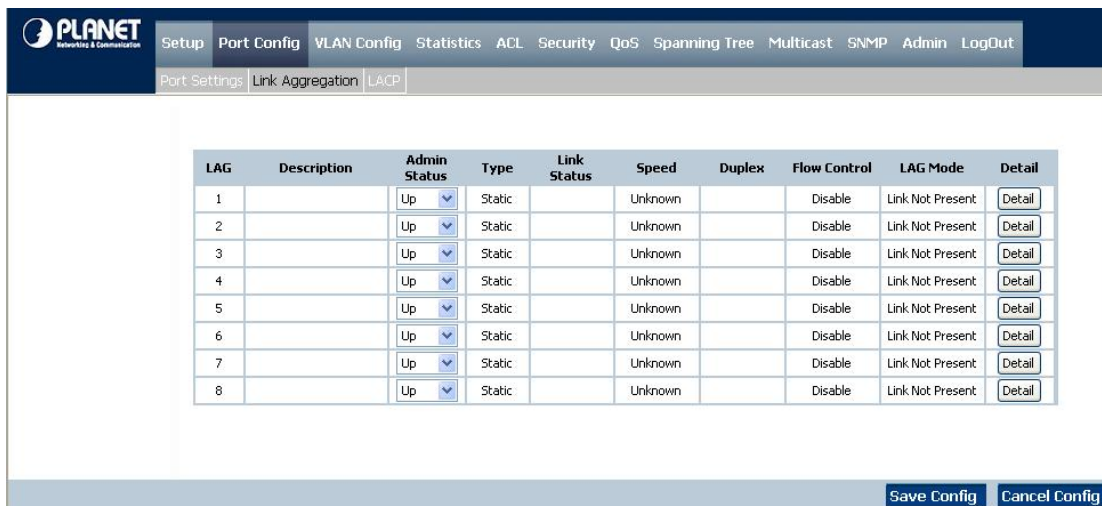 PLANET
Networking & Communication
Setup Port Config VLAN Config Statistics ACL Security QoS Spanning Tree Multicast SNMP Admin LogOut
Port Settings Link Aggregation LACP
LAG Description Admin Status Type Link Status Speed Duplex Flow Control LAG Mode Detail
1 Up Static Unknown Disable Link Not Present Detail
2 Up Static Unknown Disable Link Not Present Detail
3 Up Static Unknown Disable Link Not Present Detail
4 Up Static Unknown Disable Link Not Present Detail
5 Up Static Unknown Disable Link Not Present Detail
6 Up Static Unknown Disable Link Not Present Detail
7 Up Static Unknown Disable Link Not Present Detail
8 Up Static Unknown Disable Link Not Present Detail
Save Config Cancel Config